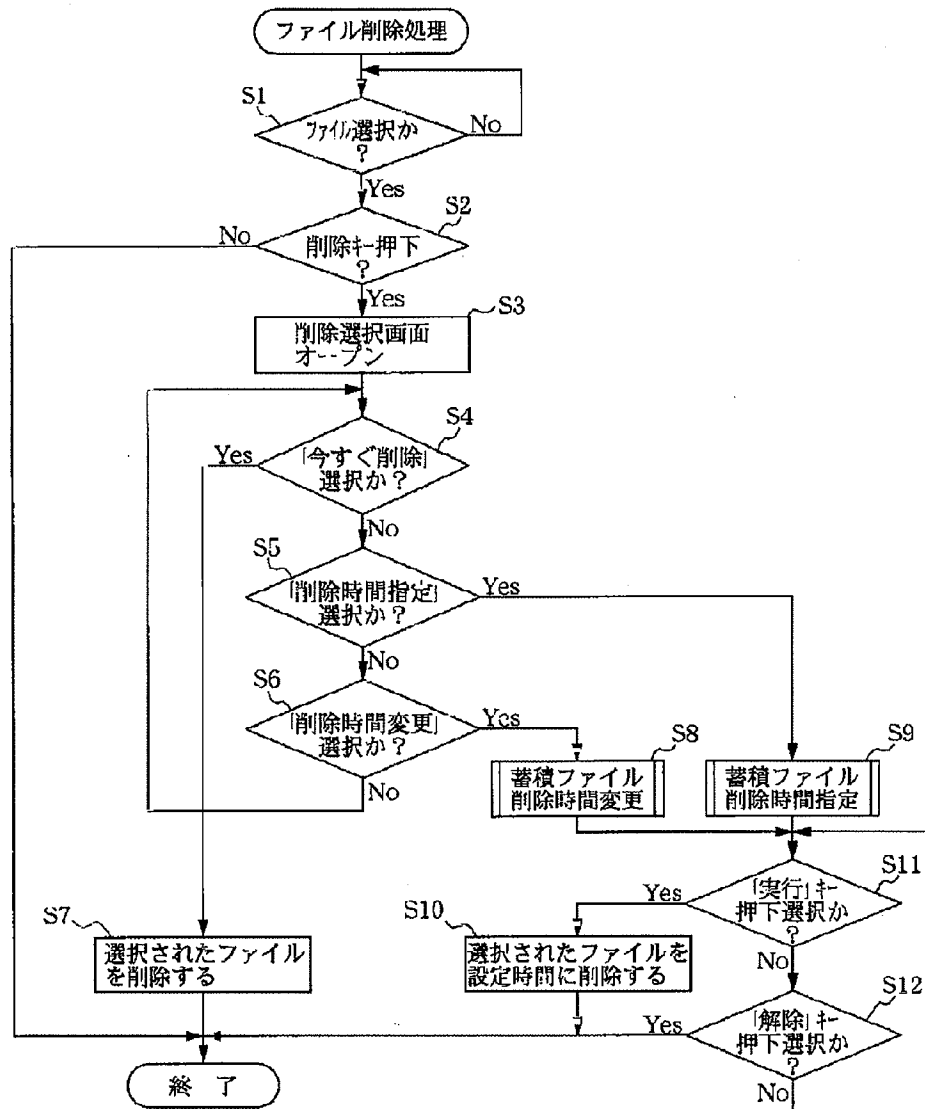 ファイル削除処理
S1
ファイル選択か
?
No
Yes
S2
No
削除キー押下
?
Yes
S3
削除選択画面
オープン
S4
Yes
「今すぐ削除」
選択か?
No
S5
「削除時間指定」
選択か?
Yes
No
S6
「削除時間変更」
選択か?
Yes
No
S8
蓄積ファイル
削除時間変更
S9
蓄積ファイル
削除時間指定
S11
「実行」キー
押下選択か
?
Yes
No
S7
選択されたファイル
を削除する
S10
選択されたファイルを
設定時間に削除する
S12
「解除」キー
押下選択か
?
Yes
No
終 了